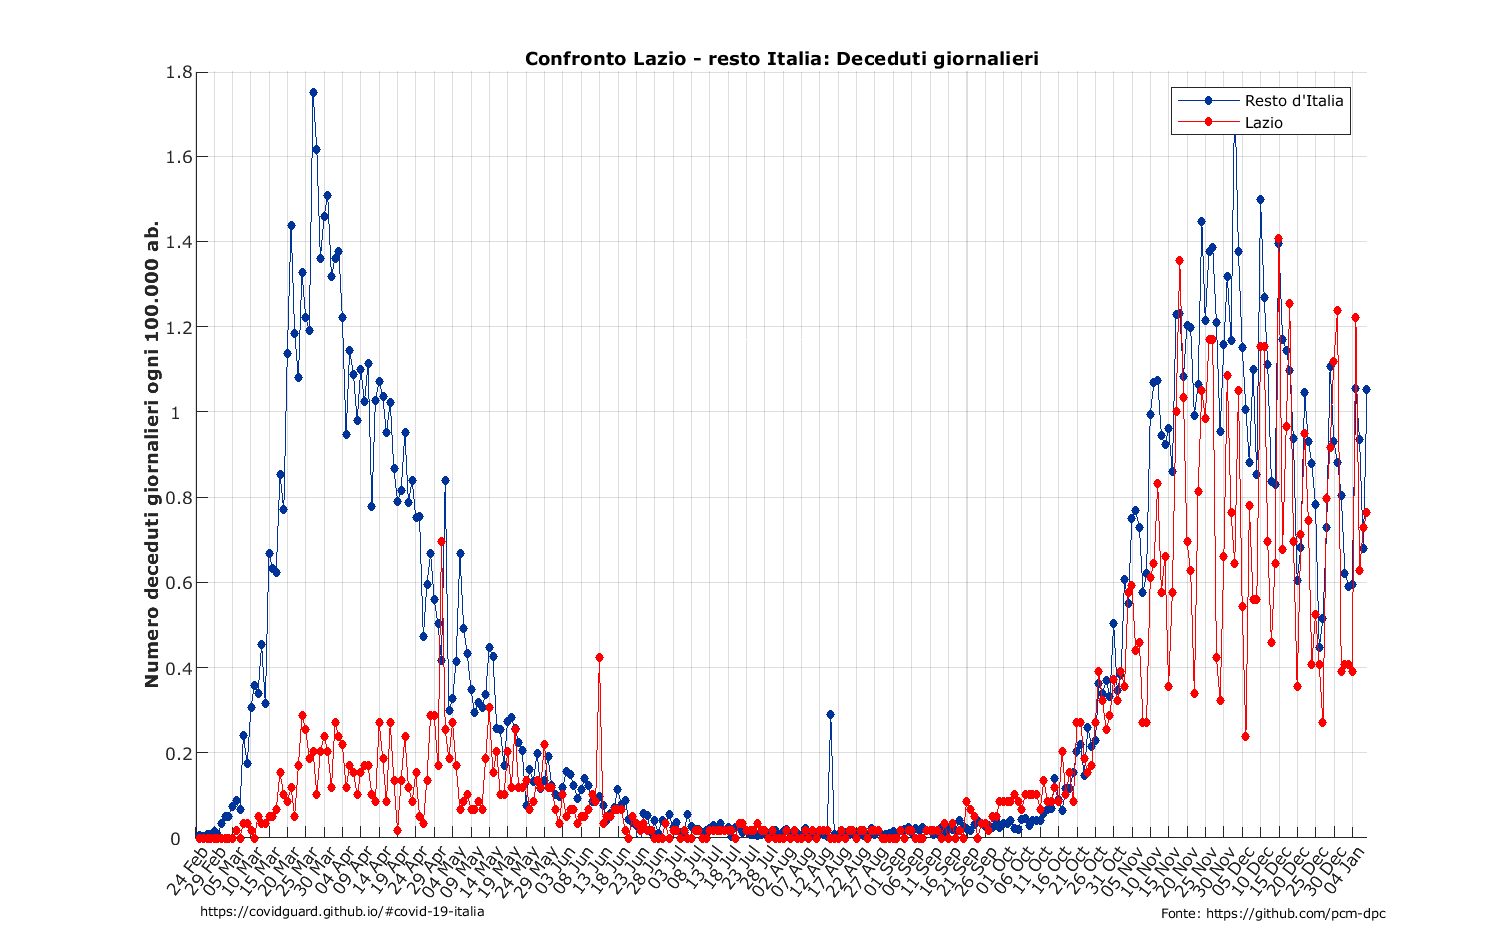 Confronto Lazio - resto Italia: Deceduti giornalieri
Numero deceduti giornalieri ogni 100.000 ab.
1.8
1.6
1.4
1.2
1
0.8
0.6
0.4
0.2
0
Resto d'Italia
Lazio
24 Feb
29 Feb
05 Mar
10 Mar
15 Mar
20 Mar
25 Mar
30 Mar
04 Apr
09 Apr
14 Apr
19 Apr
24 Apr
29 Apr
04 May
09 May
14 May
19 May
24 May
29 May
03 Jun
08 Jun
13 Jun
18 Jun
23 Jun
28 Jun
03 Jul
08 Jul
13 Jul
18 Jul
23 Jul
28 Jul
02 Aug
07 Aug
12 Aug
17 Aug
22 Aug
27 Aug
01 Sep
06 Sep
11 Sep
16 Sep
21 Sep
26 Sep
01 Oct
06 Oct
11 Oct
16 Oct
21 Oct
26 Oct
31 Oct
05 Nov
10 Nov
15 Nov
20 Nov
25 Nov
30 Nov
05 Dec
10 Dec
15 Dec
20 Dec
25 Dec
30 Dec
04 Jan
https://covidguard.github.io/#covid-19-italia
Fonte: https://github.com/pcm-dpc